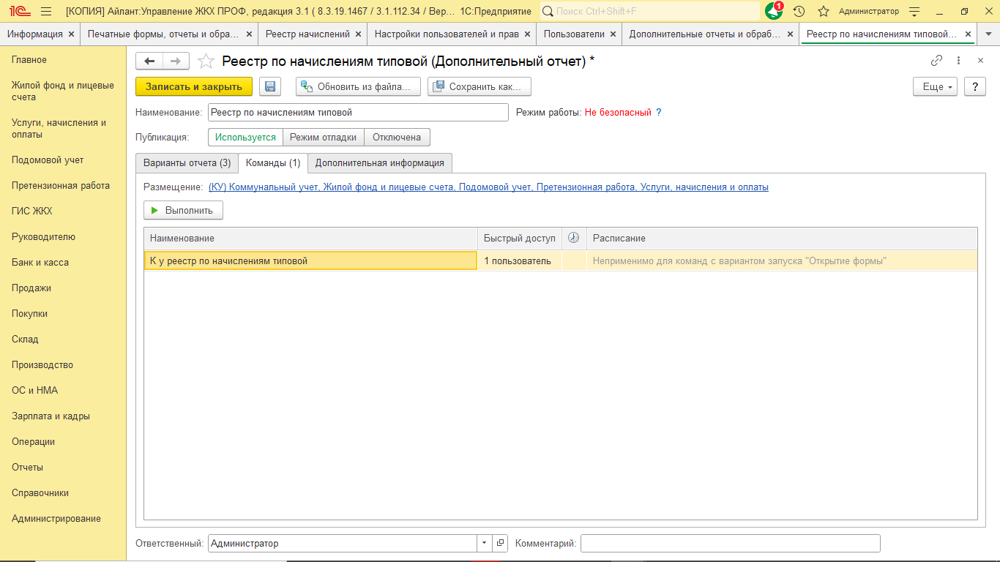 [КОПИЯ] Айлант:Управление ЖКХ ПРОФ, редакция 3.1 ( 8.3.19.1467 / 3.1.112.34 / Вер... 1С:Предприятие
Поиск Ctrl+Shift+F
1
Администратор
Информация
Печатные формы, отчеты и обра...
Реестр начислений
Настройки пользователей и прав
Пользователи
Дополнительные отчеты и обраб...
Реестр по начислениям типовой...
Главное
Жилой фонд и лицевые
счета
Услуги, начисления и
оплаты
Подомовой учет
Претензионная работа
ГИС ЖКХ
Руководителю
Банк и касса
Продажи
Покупки
Склад
Производство
ОС и НМА
Зарплата и кадры
Операции
Отчеты
Справочники
Администрирование
Реестр по начислениям типовой (Дополнительный отчет) *
Записать и закрыть
Обновить из файла...
Сохранить как...
Еще
?
Наименование: Реестр по начислениям типовой
Режим работы: Не безопасный ?
Публикация: Используется Режим отладки Отключена
Варианты отчета (3) Команды (1) Дополнительная информация
Размещение: (КУ) Коммунальный учет, Жилой фонд и лицевые счета, Подомовой учет, Претензионная работа, Услуги, начисления и оплаты
Выполнить
Наименование Быстрый доступ Расписание
К у реестр по начислениям типовой 1 пользователь Неприменимо для команд с вариантом запуска "Открытие формы"
Ответственный: Администратор Комментарий: